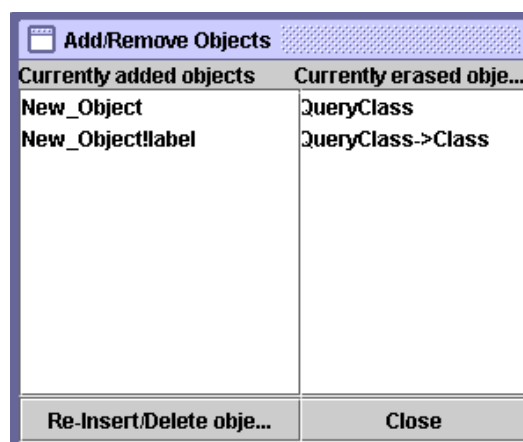 Add/Remove Objects
Currently added objects Currently erased obje...
New_Object QueryClass
New_Object!label QueryClass->Class
Re-Insert/Delete obje... Close